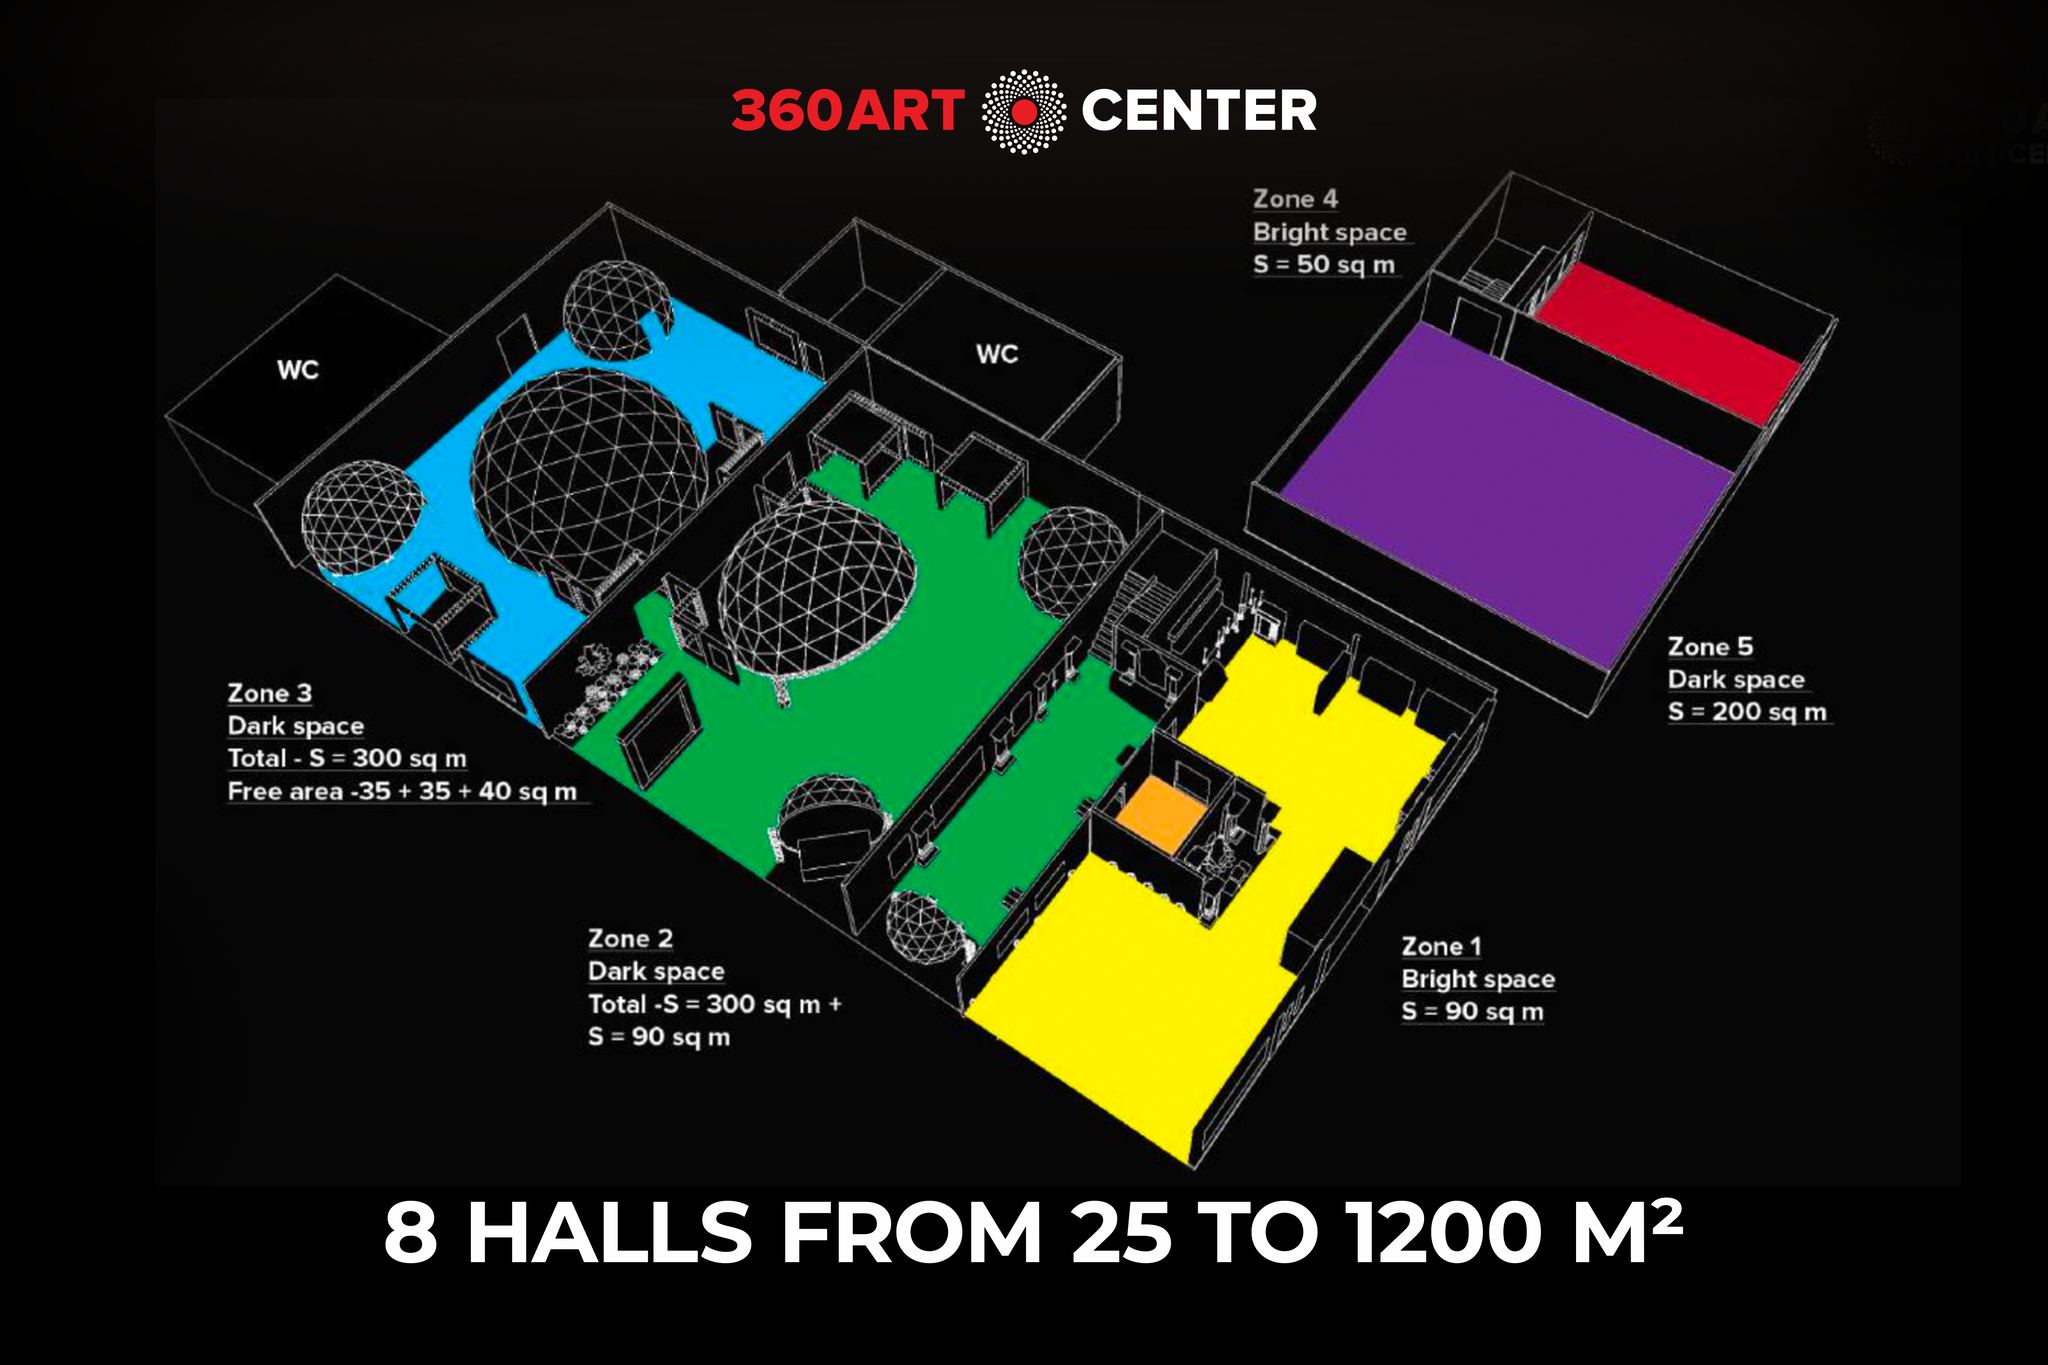 360 ART CENTER
Zone 4
Bright space
S = 50 sq m
WC
WC
Zone 3
Dark space
Total - S = 300 sq m
Free area -35 + 35 + 40 sq m
Zone 5
Dark space
S = 200 sq m
Zone 2
Dark space
Total -S = 300 sq m +
S = 90 sq m
Zone 1
Bright space
S = 90 sq m
8 HALLS FROM 25 TO 1200 M²